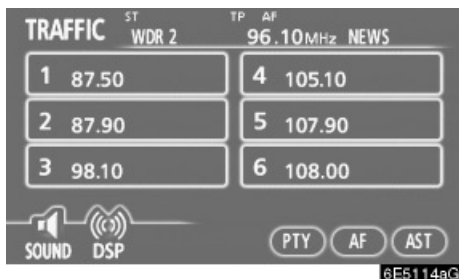 TRAFFIC ST WDR 2 TP AF 96.10MHz NEWS
1 87.50
4 105.10
2 87.90
5 107.90
3 98.10
6 108.00
SOUND DSP PTY AF AST
6E5114aG